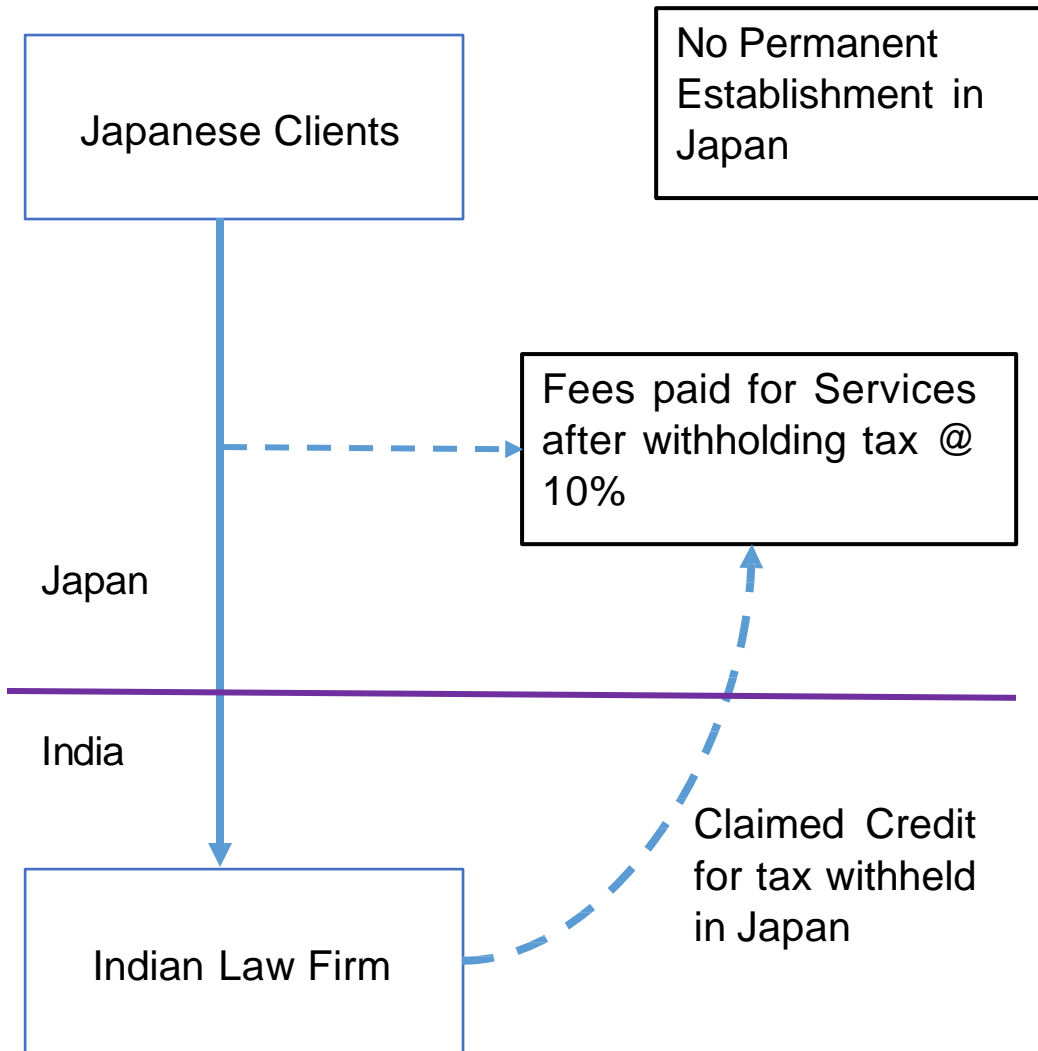 Japanese Clients
No Permanent
Establishment in
Japan
Fees paid for Services
after withholding tax @
10%
Japan
India
Claimed Credit
for tax withheld
in Japan
Indian Law Firm